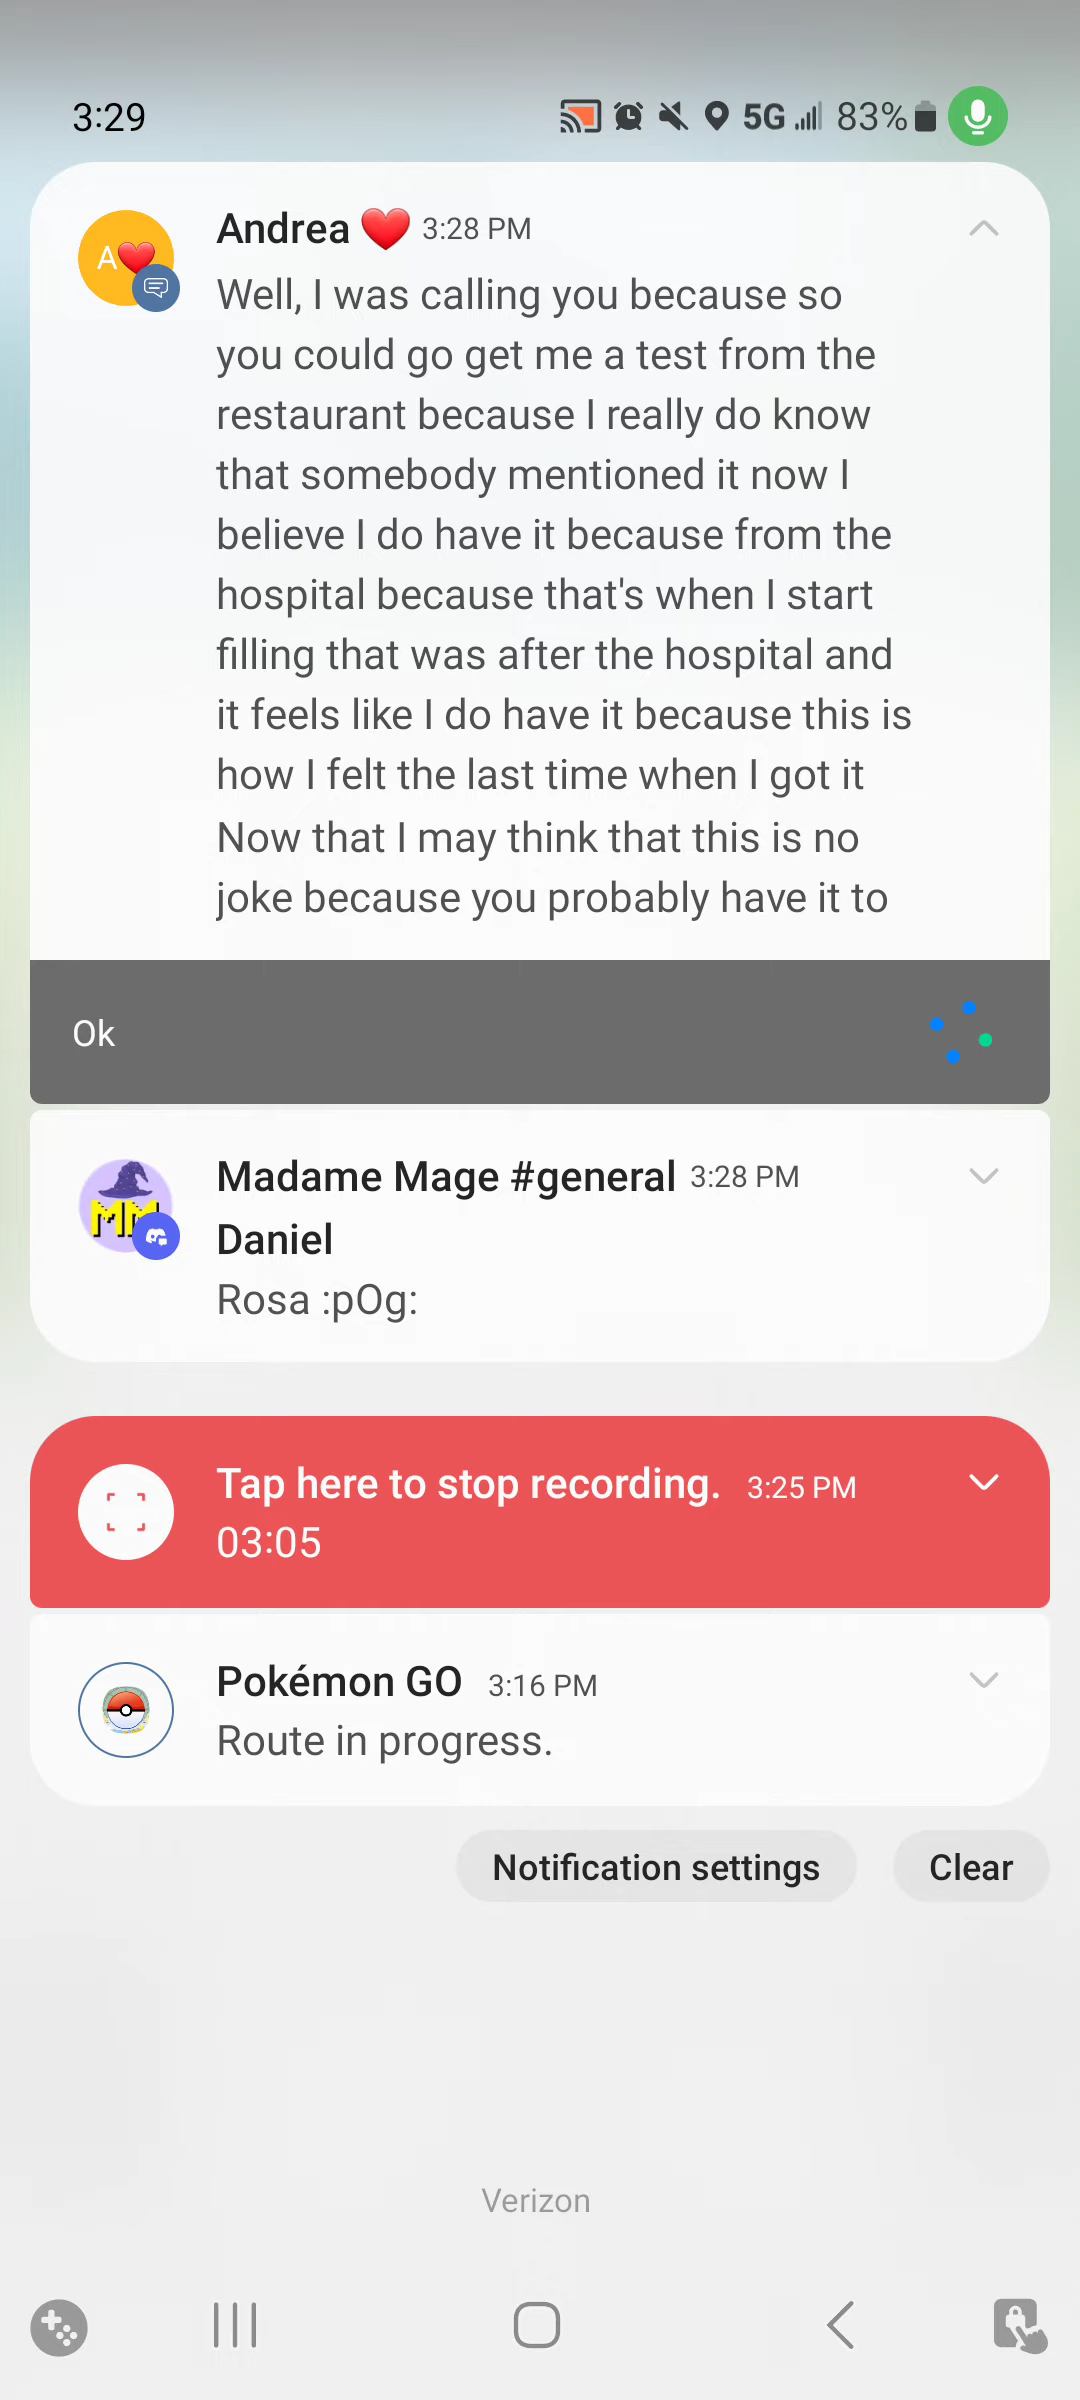 3:29
5G 83%
A❤️
Andrea ❤️ 3:28 PM
Well, I was calling you because so
you could go get me a test from the
restaurant because I really do know
that somebody mentioned it now I
believe I do have it because from the
hospital because that's when I start
filling that was after the hospital and
it feels like I do have it because this is
how I felt the last time when I got it
Now that I may think that this is no
joke because you probably have it to
Ok
MM
Madame Mage #general 3:28 PM
Daniel
Rosa :pOg:
Tap here to stop recording. 3:25 PM
03:05
Pokémon GO 3:16 PM
Route in progress.
Notification settings Clear
Verizon